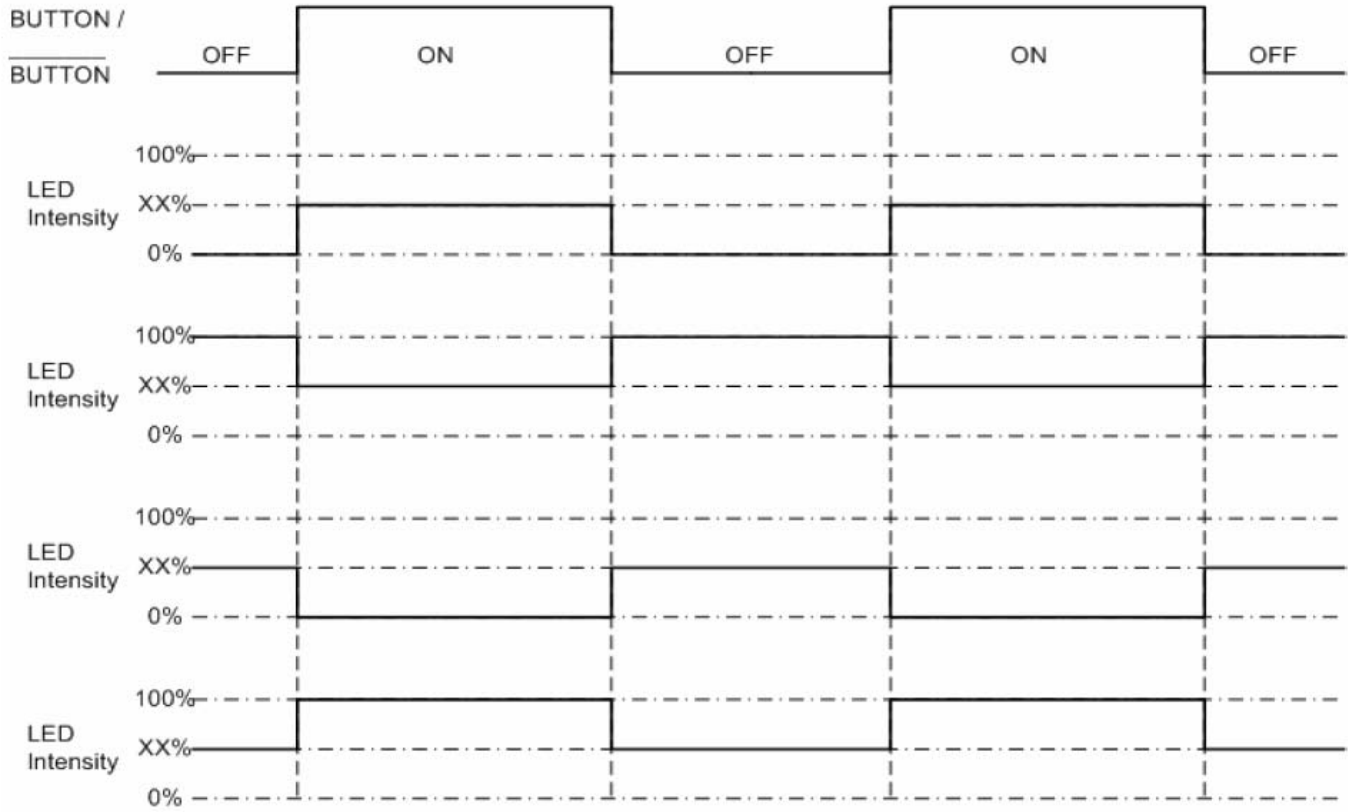 BUTTON /
BUTTON
OFF ON OFF ON OFF
100%
LED
Intensity
XX%
0%
100%
LED
Intensity
XX%
0%
100%
LED
Intensity
XX%
0%
100%
LED
Intensity
XX%
0%